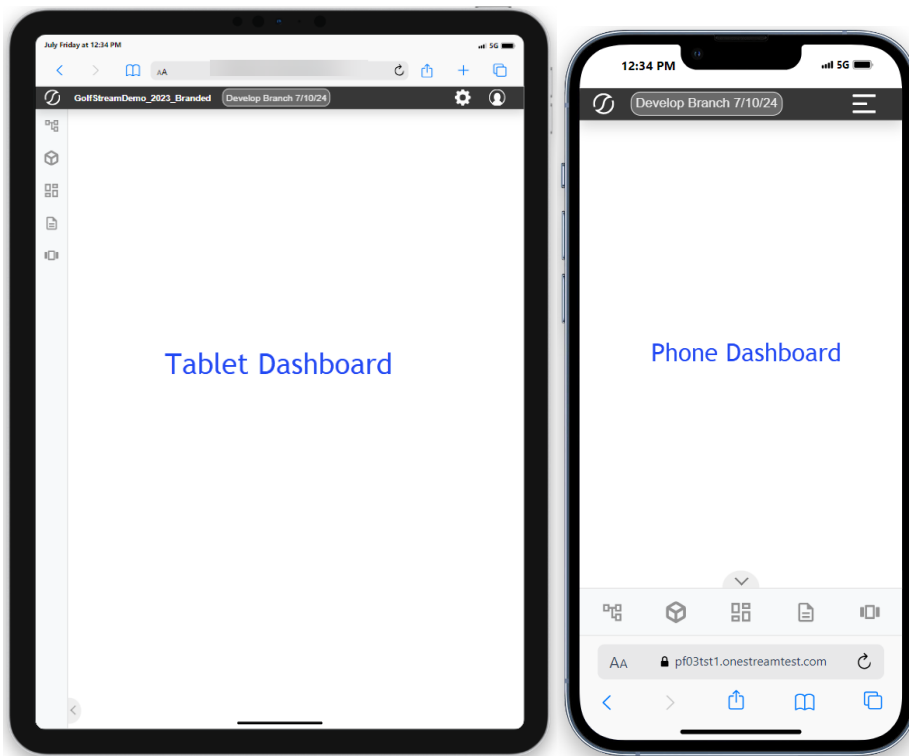 July Friday at 12:34 PM
5G
AA
GolfStreamDemo_2023_Branded Develop Branch 7/10/24
Tablet Dashboard
12:34 PM 5G
Develop Branch 7/10/24
Phone Dashboard
AA pf03tst1.onestreamtest.com